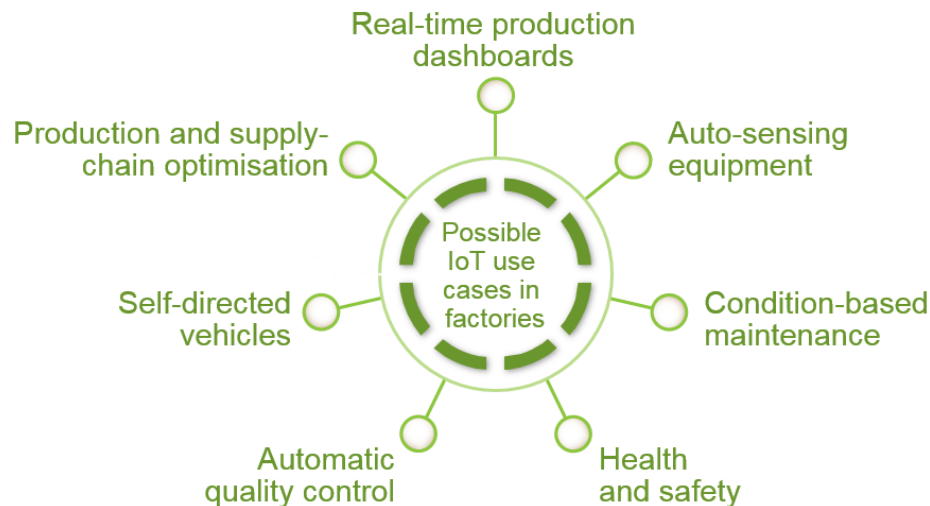 Real-time production
dashboards
Auto-sensing
equipment
Condition-based
maintenance
Health
and safety
Automatic
quality control
Self-directed
vehicles
Production and supply-
chain optimisation
Possible
IoT use
cases in
factories